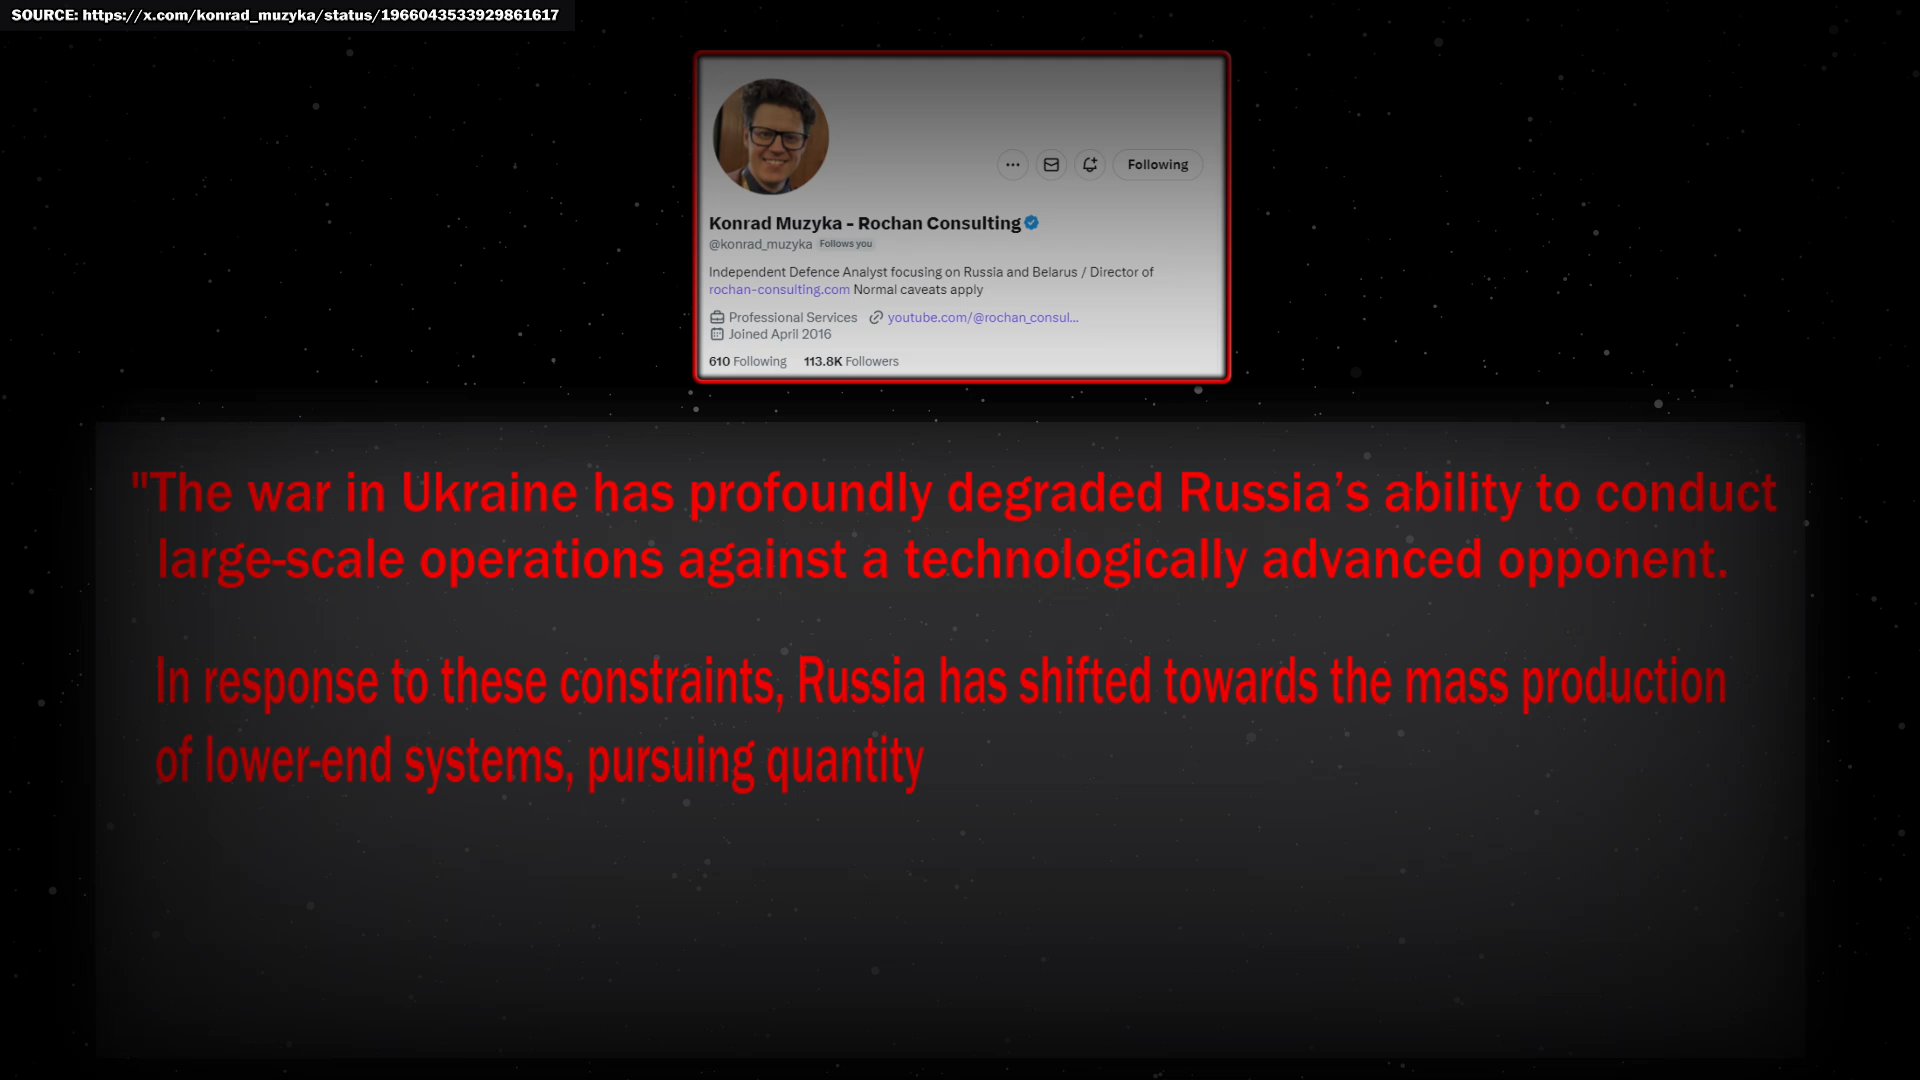 SOURCE: https://x.com/konrad_muzyka/status/1966043533929861617
Following
Konrad Muzyka - Rochan Consulting
@konrad_muzyka Follows you
Independent Defence Analyst focusing on Russia and Belarus / Director of
rochan-consulting.com Normal caveats apply
Professional Services youtube.com/@rochan_consul...
Joined April 2016
610 Following 113.8K Followers
"The war in Ukraine has profoundly degraded Russia’s ability to conduct
large-scale operations against a technologically advanced opponent.
In response to these constraints, Russia has shifted towards the mass production
of lower-end systems, pursuing quantity